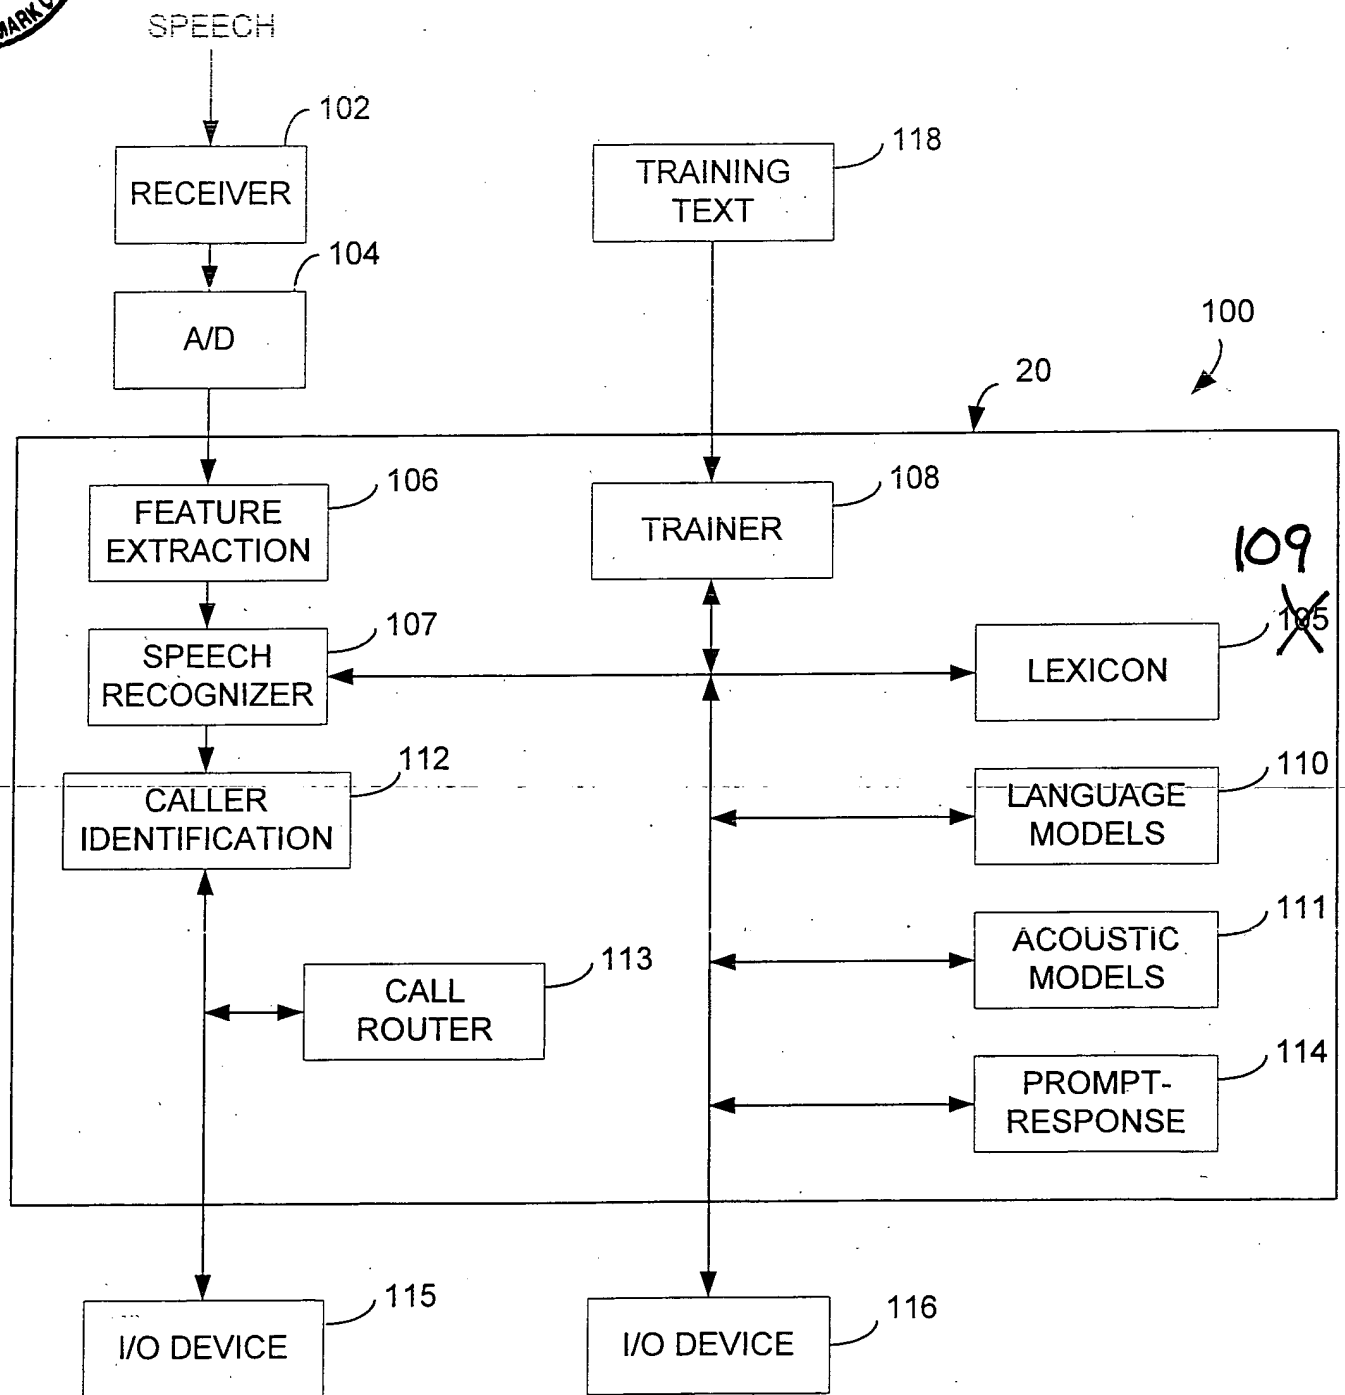 MARK
SPEECH
102
RECEIVER
118
TRAINING
TEXT
104
A/D
100
20
106
FEATURE
EXTRACTION
108
TRAINER
109
107
SPEECH
RECOGNIZER
105
LEXICON
112
CALLER
IDENTIFICATION
110
LANGUAGE
MODELS
111
ACOUSTIC
MODELS
113
CALL
ROUTER
114
PROMPT-
RESPONSE
115
I/O DEVICE
116
I/O DEVICE